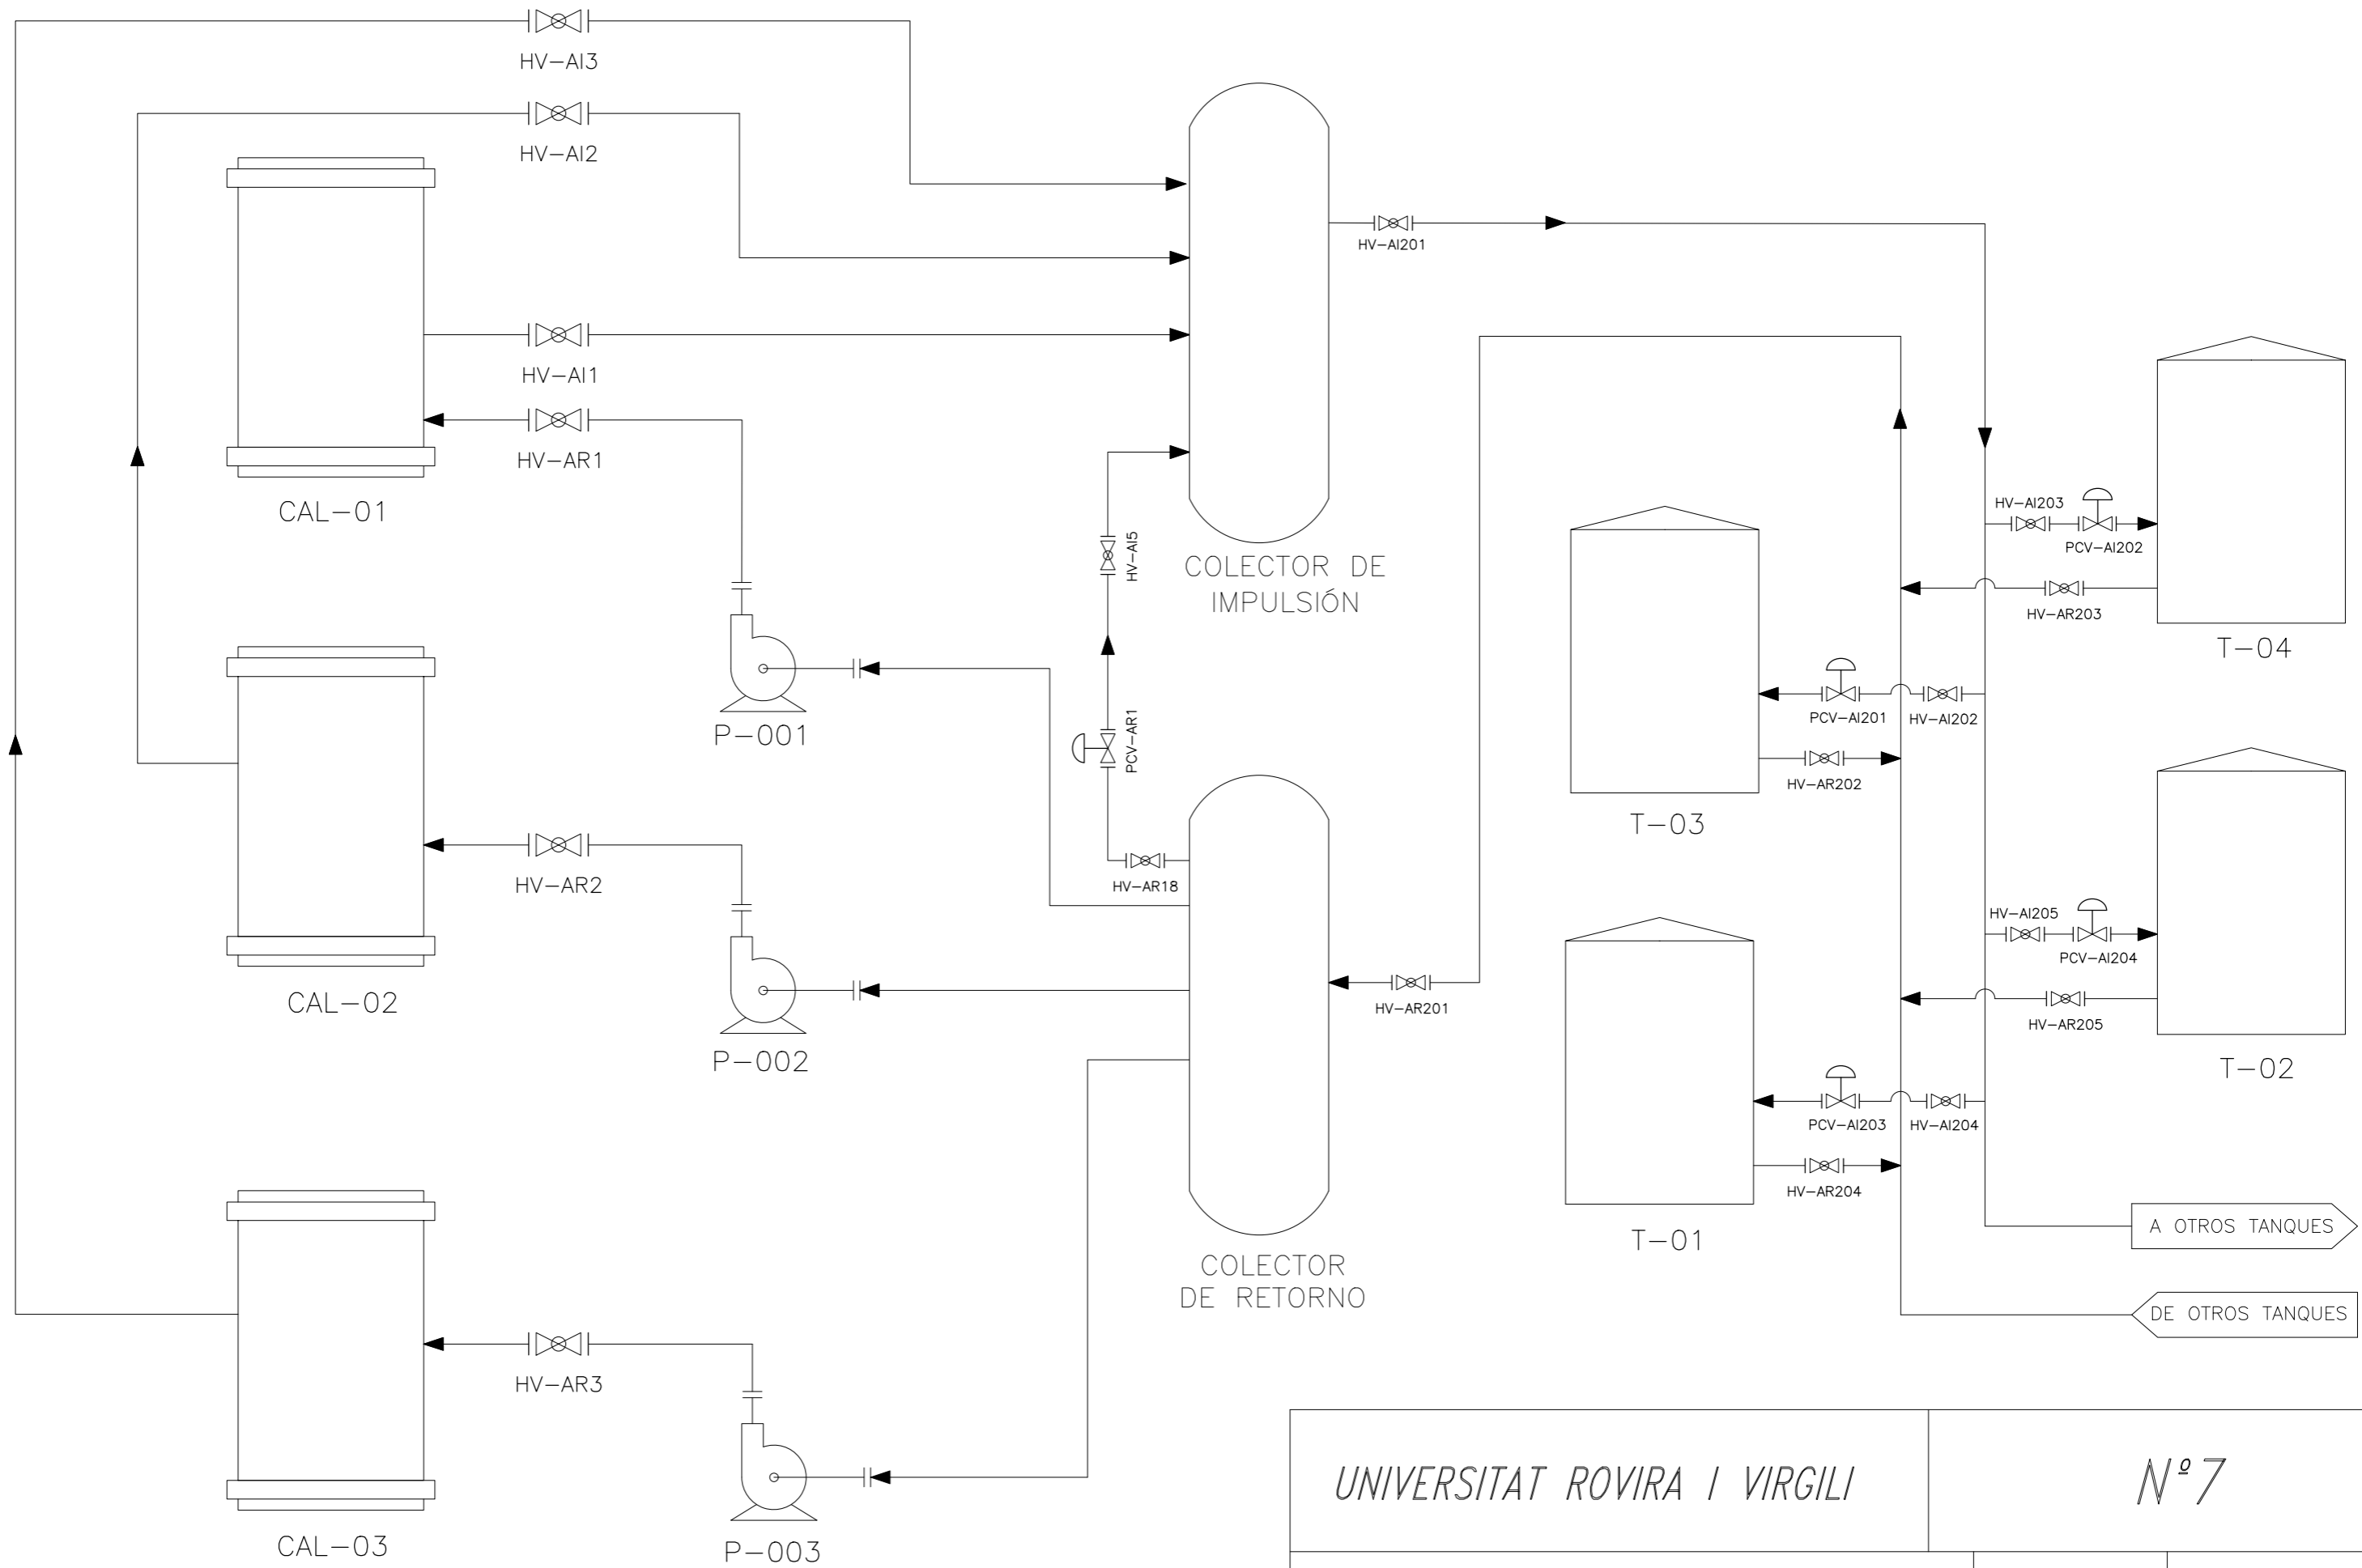 HV-AI3
HV-AI2
HV-AI201
HV-AI1
HV-AR1
CAL-01
HV-AI203
PCV-AI202
HV-AI5
COLECTOR DE
IMPULSIÓN
HV-AR203
T-04
P-001
PCV-AR1
PCV-AI201
HV-AI202
HV-AR202
T-03
HV-AR2
HV-AR18
HV-AI205
PCV-AI204
CAL-02
HV-AR201
HV-AR205
P-002
T-02
PCV-AI203
HV-AI204
HV-AR204
A OTROS TANQUES
T-01
COLECTOR
DE RETORNO
DE OTROS TANQUES
HV-AR3
UNIVERSITAT ROVIRA I VIRGILI
Nº7
CAL-03
P-003